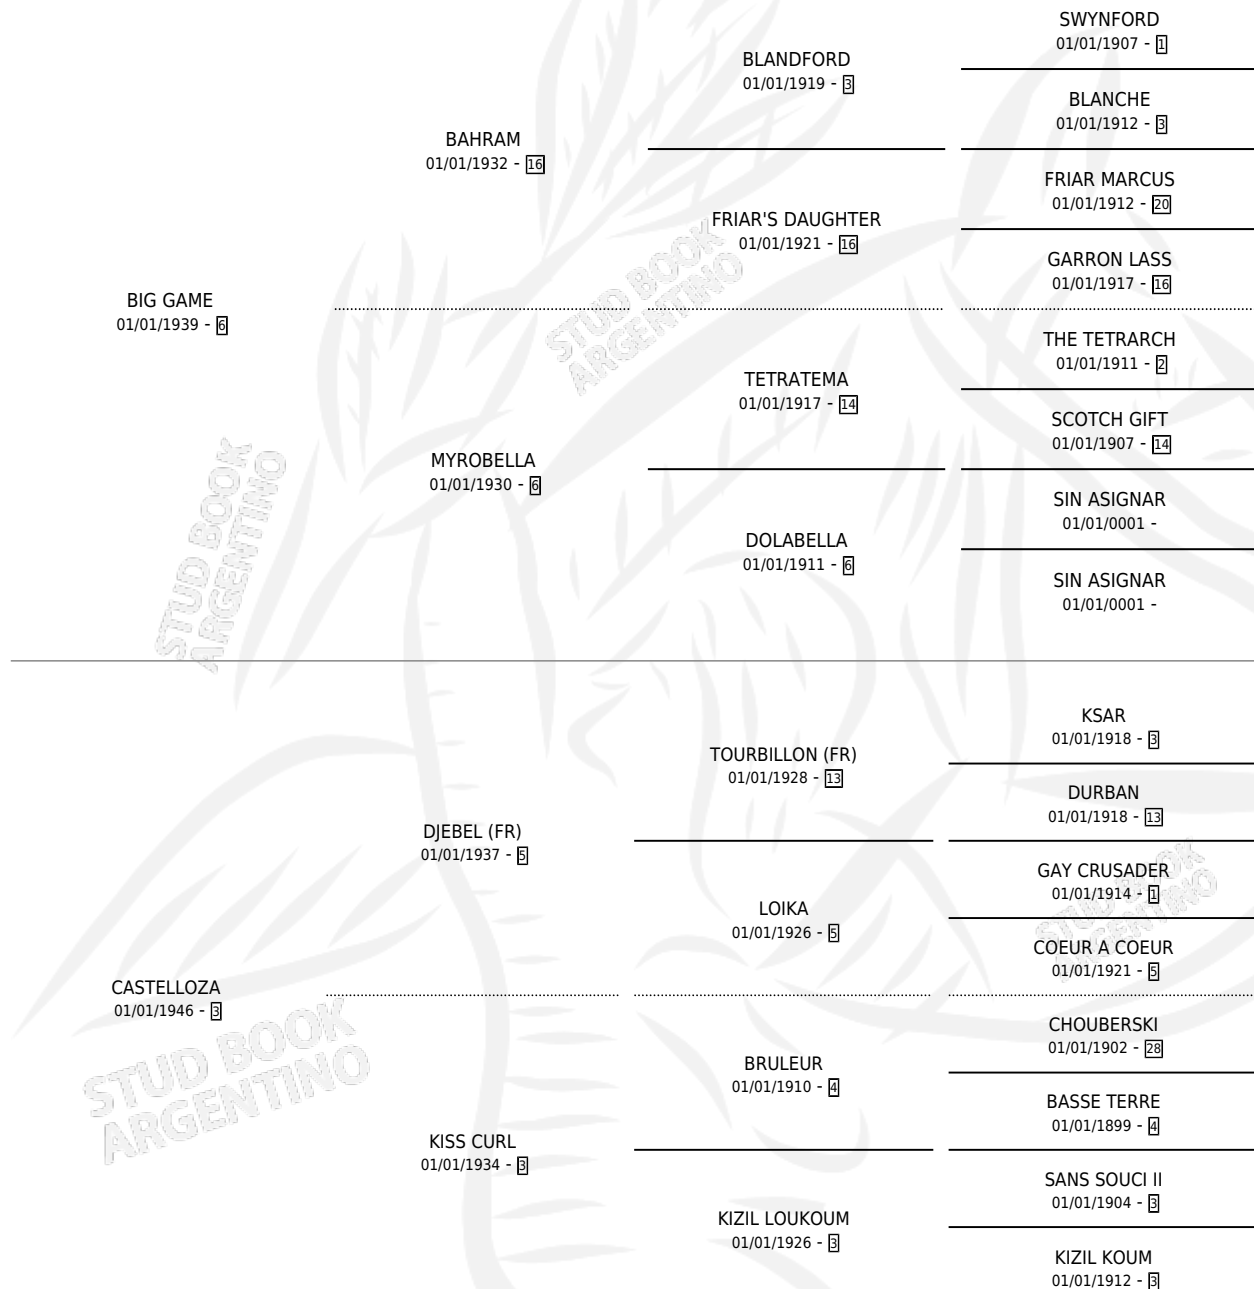 SWYNFORD
01/01/1907 - 1
BLANDFORD
01/01/1919 - 3
BLANCHE
01/01/1912 - 3
BAHRAM
01/01/1932 - 16
FRIAR MARCUS
01/01/1912 - 20
FRIAR'S DAUGHTER
01/01/1921 - 16
GARRON LASS
01/01/1917 - 16
BIG GAME
01/01/1939 - 6
THE TETRARCH
01/01/1911 - 2
TETRATEMA
01/01/1917 - 14
SCOTCH GIFT
01/01/1907 - 14
MYROBELLA
01/01/1930 - 6
SIN ASIGNAR
01/01/0001 -
DOLABELLA
01/01/1911 - 6
SIN ASIGNAR
01/01/0001 -
STUD BOOK
ARGENTINO
STUD BOOK
ARGENTINO
KSAR
01/01/1918 - 3
TOURBILLON (FR)
01/01/1928 - 13
DURBAN
01/01/1918 - 13
DJEBEL (FR)
01/01/1937 - 5
GAY CRUSADER
01/01/1914 - 1
LOIKA
01/01/1926 - 5
COEUR A COEUR
01/01/1921 - 5
CASTELLOZA
01/01/1946 - 3
CHOUBERSKI
01/01/1902 - 28
BRULEUR
01/01/1910 - 4
BASSE TERRE
01/01/1899 - 4
KISS CURL
01/01/1934 - 3
SANS SOUCI II
01/01/1904 - 3
KIZIL LOUKOUM
01/01/1926 - 3
KIZIL KOUM
01/01/1912 - 3
STUD BOOK
ARGENTINO
STUD BOOK
ARGENTINO